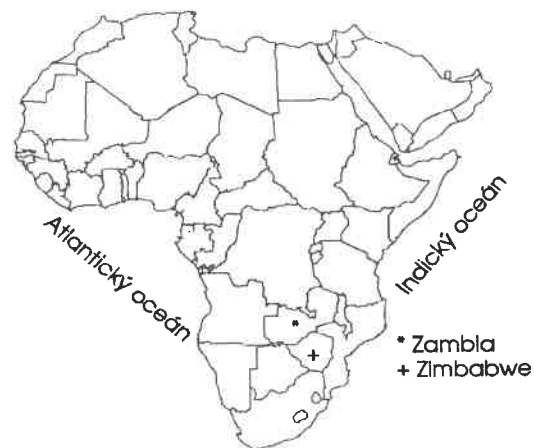 Atlantický oceán
Indický oceán
* Zambia
+ Zimbabwe
*
+